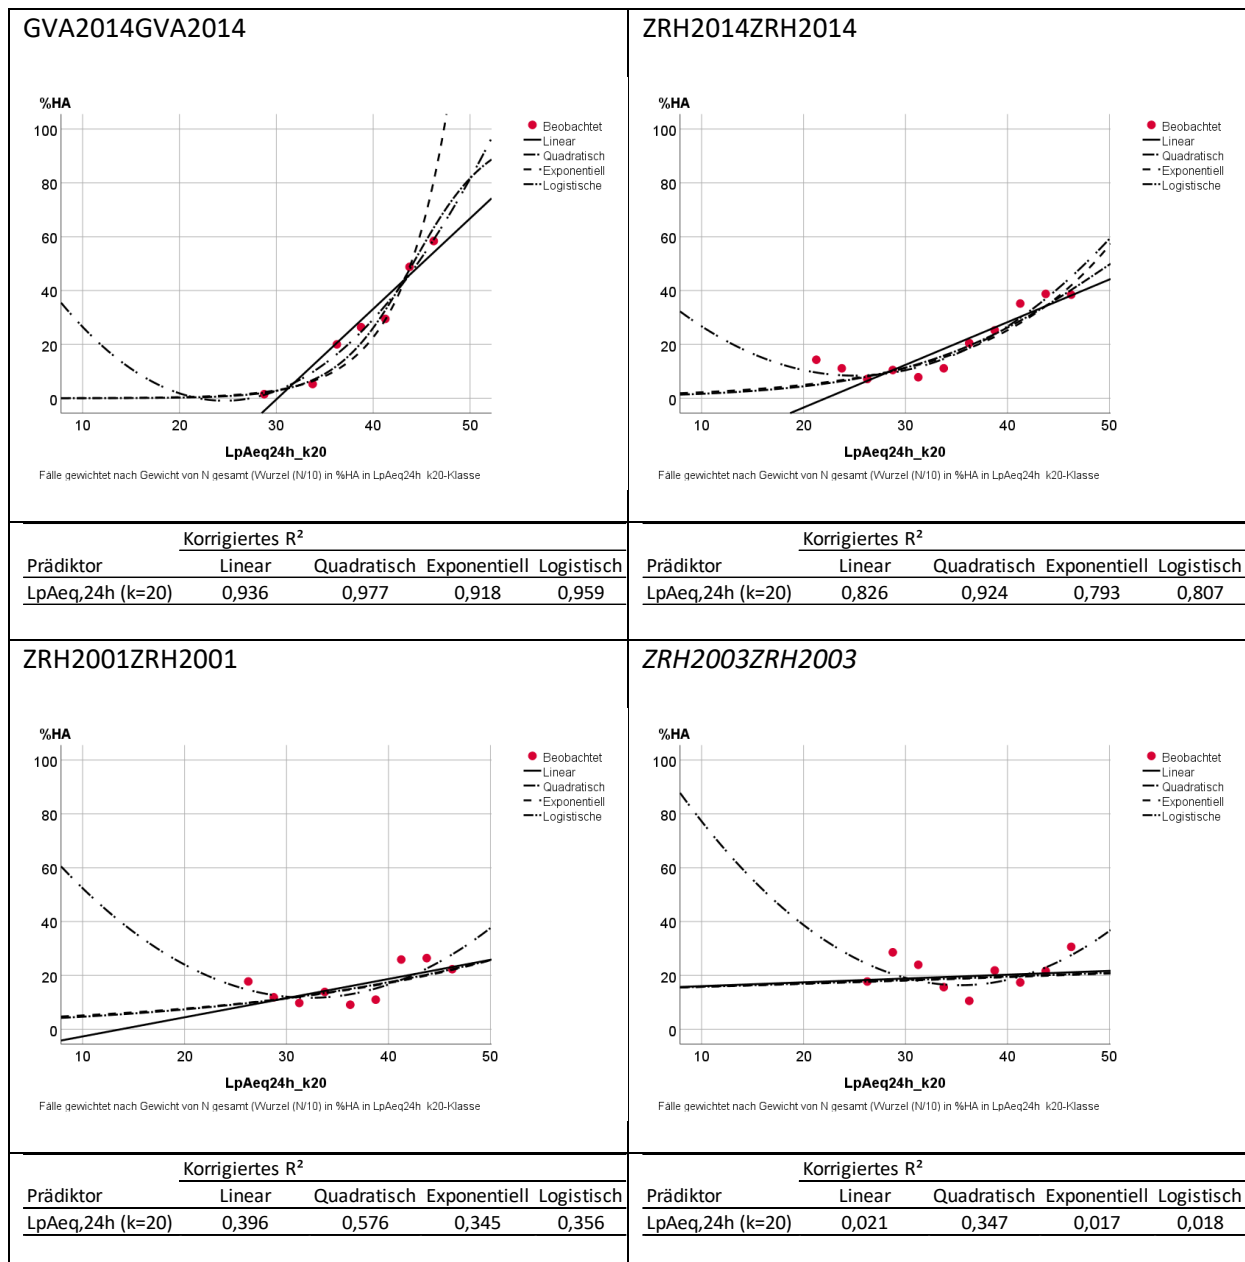 GVA2014GVA2014
%HA
100
80
60
40
20
0
10 20 30 40 50
LpAeq24h_k20
Beobachtet
Linear
Quadratisch
Exponentiell
Logistische
Fälle gewichtet nach Gewicht von N gesamt (Wurzel (N/10) in %HA in LpAeq24h_k20-Klasse
Korrigiertes R²
Prädiktor Linear Quadratisch Exponentiell Logistisch
LpAeq,24h (k=20) 0,936 0,977 0,918 0,959
ZRH2014ZRH2014
%HA
100
80
60
40
20
0
10 20 30 40 50
LpAeq24h_k20
Beobachtet
Linear
Quadratisch
Exponentiell
Logistische
Fälle gewichtet nach Gewicht von N gesamt (Wurzel (N/10) in %HA in LpAeq24h_k20-Klasse
Korrigiertes R²
Prädiktor Linear Quadratisch Exponentiell Logistisch
LpAeq,24h (k=20) 0,826 0,924 0,793 0,807
ZRH2001ZRH2001
%HA
100
80
60
40
20
0
10 20 30 40 50
LpAeq24h_k20
Beobachtet
Linear
Quadratisch
Exponentiell
Logistische
Fälle gewichtet nach Gewicht von N gesamt (Wurzel (N/10) in %HA in LpAeq24h_k20-Klasse
Korrigiertes R²
Prädiktor Linear Quadratisch Exponentiell Logistisch
LpAeq,24h (k=20) 0,396 0,576 0,345 0,356
ZRH2003ZRH2003
%HA
100
80
60
40
20
0
10 20 30 40 50
LpAeq24h_k20
Beobachtet
Linear
Quadratisch
Exponentiell
Logistische
Fälle gewichtet nach Gewicht von N gesamt (Wurzel (N/10) in %HA in LpAeq24h_k20-Klasse
Korrigiertes R²
Prädiktor Linear Quadratisch Exponentiell Logistisch
LpAeq,24h (k=20) 0,021 0,347 0,017 0,018